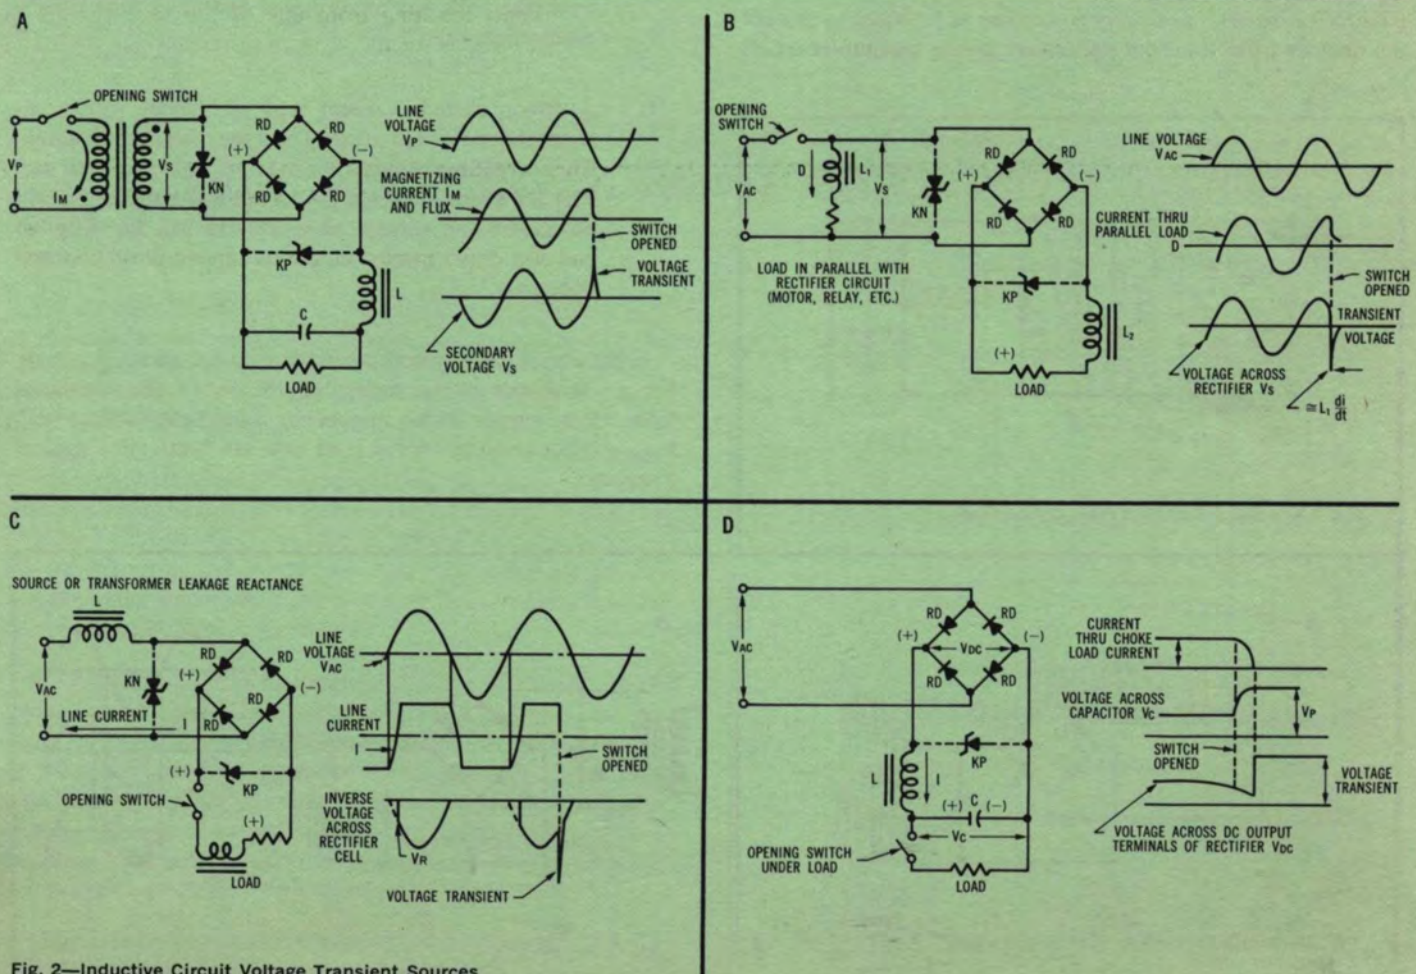 A
OPENING SWITCH
VP
IM
VS
KN
RD
RD
RD
RD
(+)
(-)
KP
L
C
LOAD
LINE
VOLTAGE
VP
MAGNETIZING
CURRENT IM
AND FLUX
SWITCH
OPENED
VOLTAGE
TRANSIENT
SECONDARY
VOLTAGE VS
B
OPENING
SWITCH
VAC
D
L1
VS
KN
RD
RD
RD
RD
(+)
(-)
LOAD IN PARALLEL WITH
RECTIFIER CIRCUIT
(MOTOR, RELAY, ETC.)
KP
L2
(+)
LOAD
LINE VOLTAGE
VAC
CURRENT THRU
PARALLEL LOAD
D
SWITCH
OPENED
TRANSIENT
VOLTAGE
VOLTAGE ACROSS
RECTIFIER VS
≅ L1 di
dt
C
SOURCE OR TRANSFORMER LEAKAGE REACTANCE
L
VAC
KN
RD
RD
RD
RD
(+)
(-)
LINE CURRENT
I
(+)
KP
OPENING SWITCH
(+)
LOAD
LINE
VOLTAGE
VAC
LINE
CURRENT
I
SWITCH
OPENED
INVERSE
VOLTAGE
ACROSS
RECTIFIER
CELL
VR
VOLTAGE TRANSIENT
D
VAC
RD
RD
RD
RD
(+)
VDC
(-)
KP
L
I
C
(+)
(-)
VC
OPENING SWITCH
UNDER LOAD
LOAD
CURRENT
THRU CHOKE
LOAD CURRENT
VOLTAGE ACROSS
CAPACITOR VC
VP
SWITCH
OPENED
VOLTAGE
TRANSIENT
VOLTAGE ACROSS DC OUTPUT
TERMINALS OF RECTIFIER VDC
Fig. 2—Inductive Circuit Voltage Transient Sources